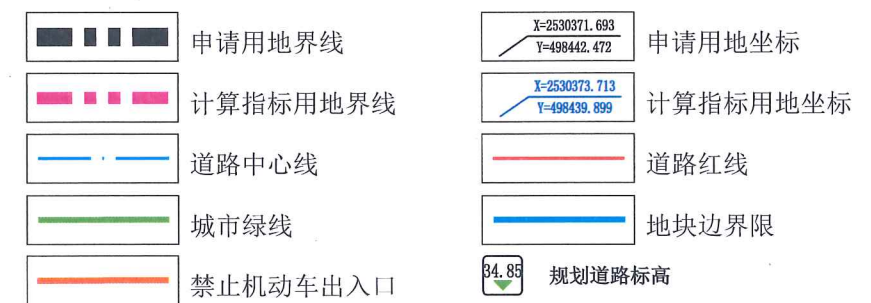 申请用地界线
X=2530371.693
Y=498442.472
申请用地坐标
计算指标用地界线
X=2530373.713
Y=498439.899
计算指标用地坐标
道路中心线
道路红线
城市绿线
地块边界限
禁止机动车出入口
34.85
规划道路标高